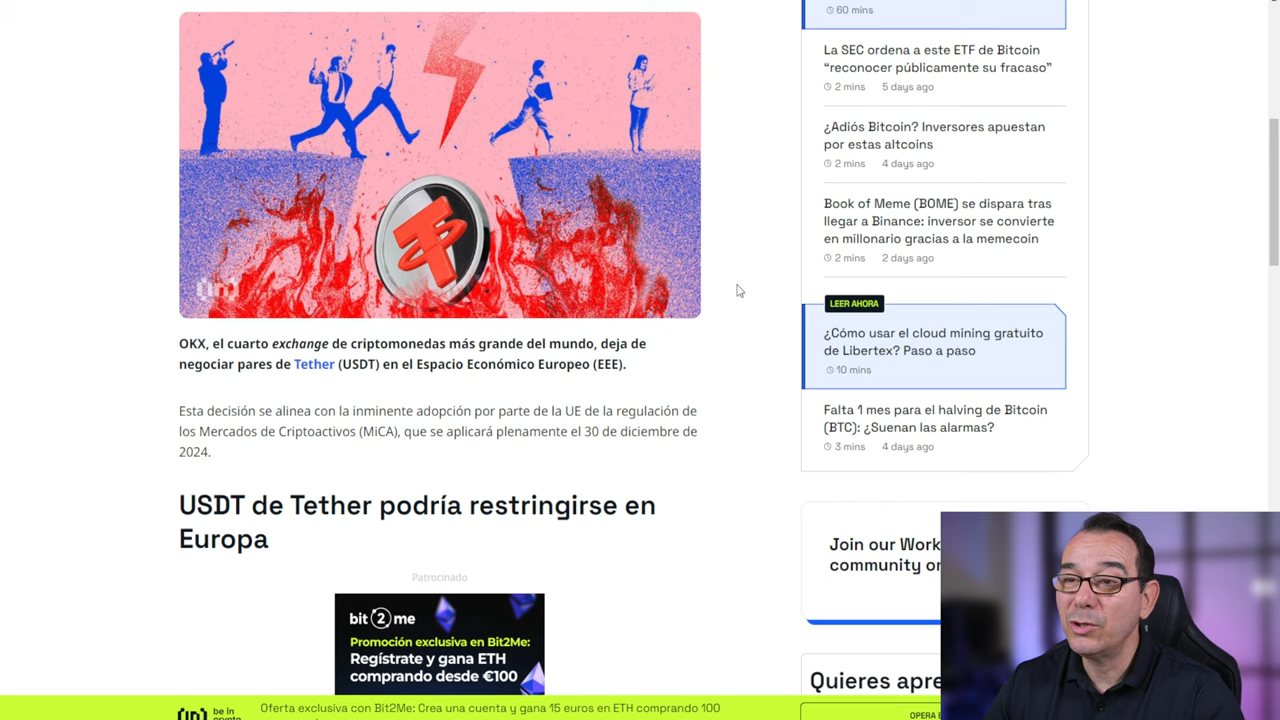 OKX, el cuarto exchange de criptomonedas más grande del mundo, deja de
negociar pares de Tether (USDT) en el Espacio Económico Europeo (EEE).
Esta decisión se alinea con la inminente adopción por parte de la UE de la regulación de
los Mercados de Criptoactivos (MiCA), que se aplicará plenamente el 30 de diciembre de
2024.
USDT de Tether podría restringirse en
Europa
Patrocinado
bit2me
Promoción exclusiva en Bit2Me:
Regístrate y gana ETH
comprando desde €100
60 mins
La SEC ordena a este ETF de Bitcoin
“reconocer públicamente su fracaso”
2 mins 5 days ago
¿Adiós Bitcoin? Inversores apuestan
por estas altcoins
2 mins 4 days ago
Book of Meme (BOME) se dispara tras
llegar a Binance: inversor se convierte
en millonario gracias a la memecoin
2 mins 2 days ago
LEER AHORA
¿Cómo usar el cloud mining gratuito
de Libertex? Paso a paso
10 mins
Falta 1 mes para el halving de Bitcoin
(BTC): ¿Suenan las alarmas?
3 mins 4 days ago
Join our Work
community on
Quieres apre
be in
Oferta exclusiva con Bit2Me: Crea una cuenta y gana 15 euros en ETH comprando 100
OPERA